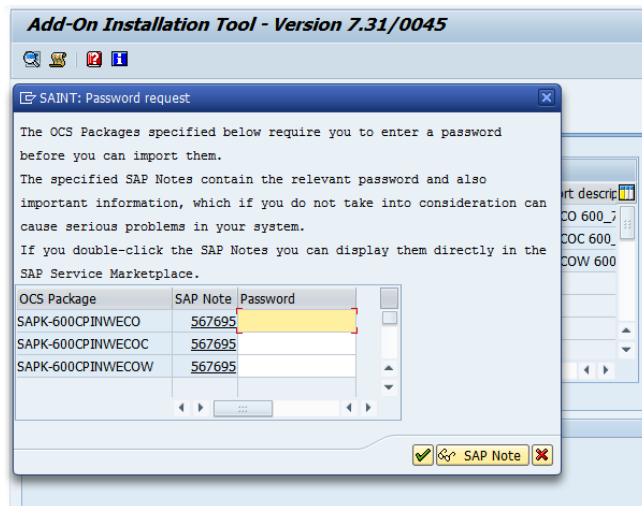 Add-On Installation Tool - Version 7.31/0045
SAINT: Password request
The OCS Packages specified below require you to enter a password
before you can import them.
The specified SAP Notes contain the relevant password and also
important information, which if you do not take into consideration can
cause serious problems in your system.
If you double-click the SAP Notes you can display them directly in the
SAP Service Marketplace.
OCS Package SAP Note Password
SAPK-600CPINWECO 567695
SAPK-600CPINWECOC 567695
SAPK-600CPINWECOW 567695
SAP Note
rt descrip
CO 600_7
COC 600_
COW 600